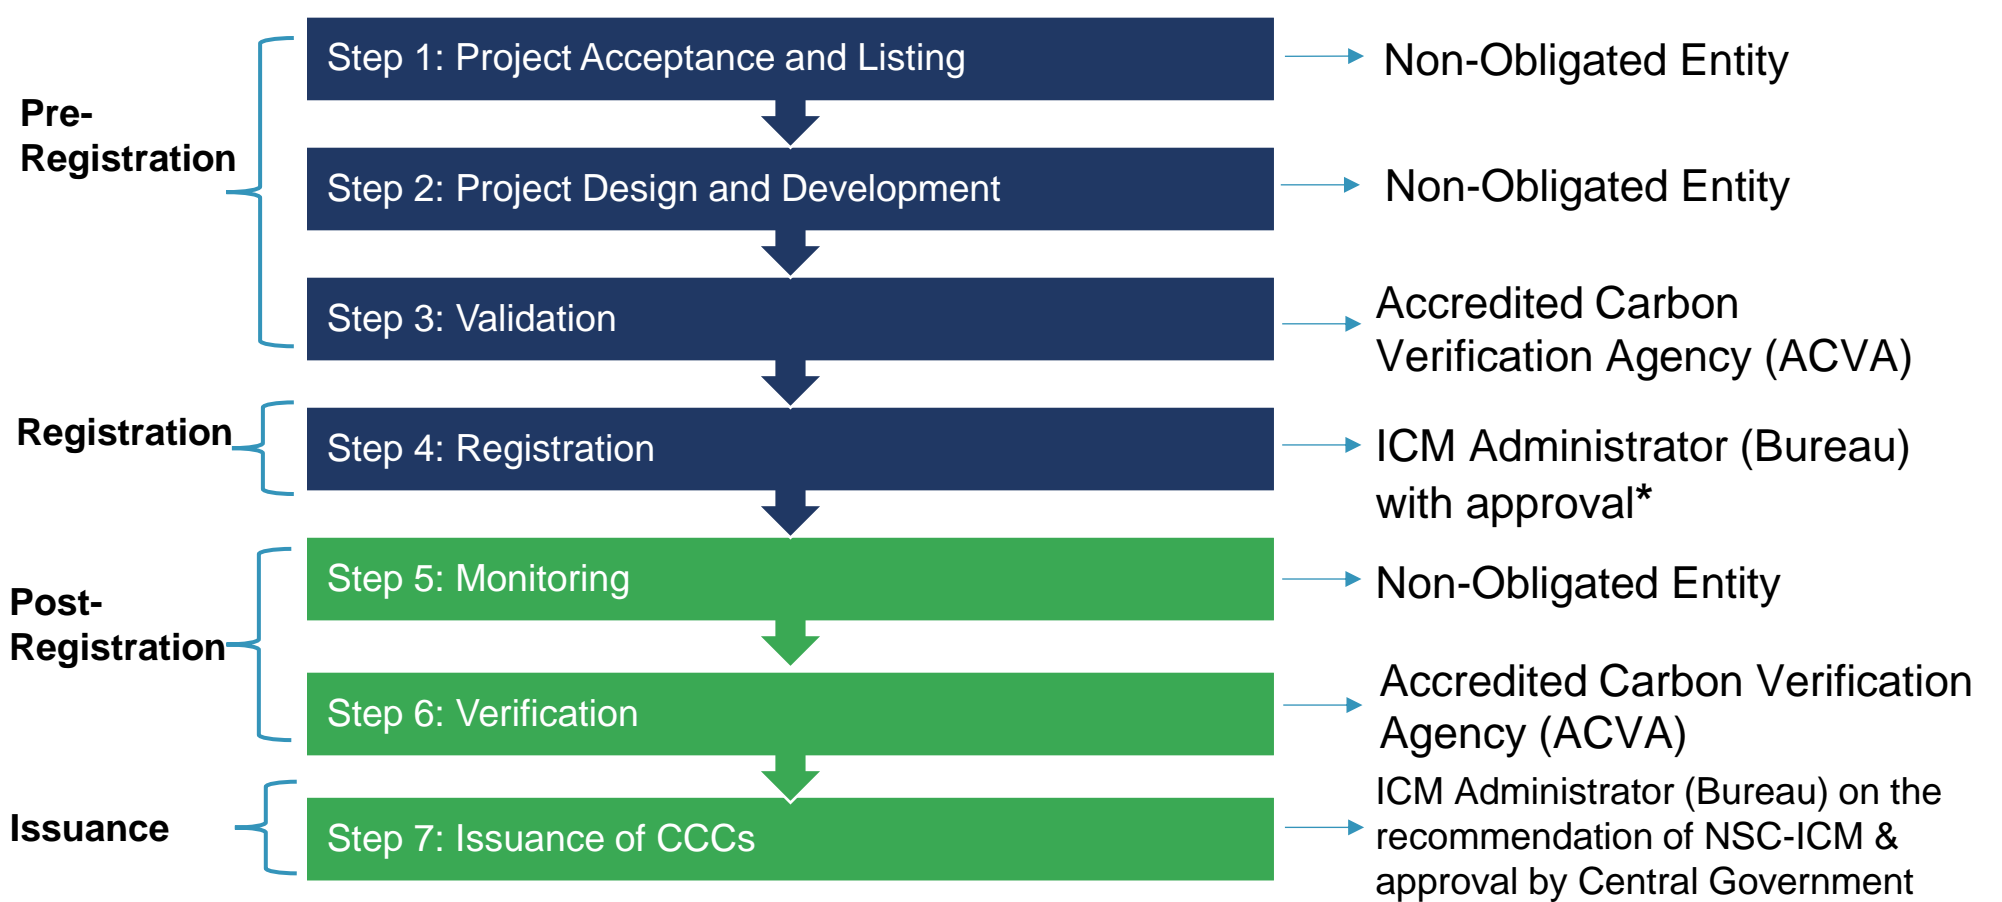 Pre-
Registration
Step 1: Project Acceptance and Listing
Non-Obligated Entity
Step 2: Project Design and Development
Non-Obligated Entity
Step 3: Validation
Accredited Carbon
Verification Agency (ACVA)
Registration
Step 4: Registration
ICM Administrator (Bureau)
with approval*
Post-
Registration
Step 5: Monitoring
Non-Obligated Entity
Step 6: Verification
Accredited Carbon Verification
Agency (ACVA)
Issuance
Step 7: Issuance of CCCs
ICM Administrator (Bureau) on the
recommendation of NSC-ICM &
approval by Central Government